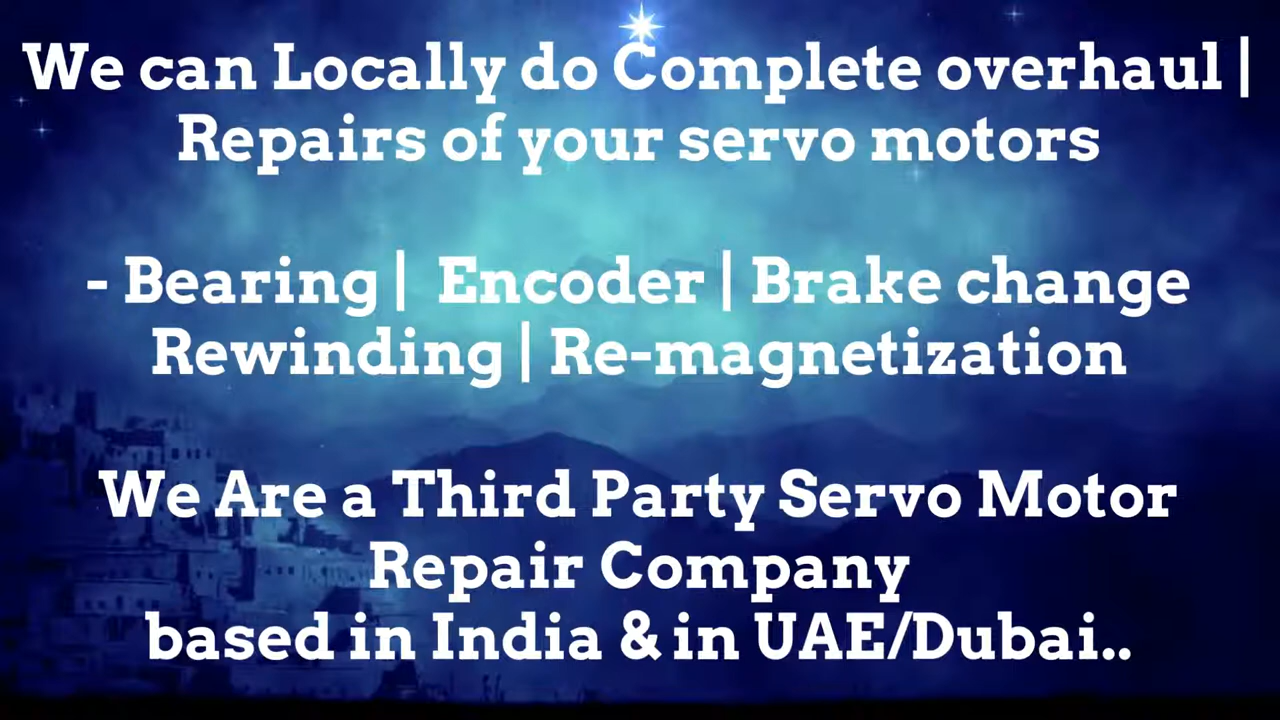 We can Locally do Complete overhaul |
Repairs of your servo motors
- Bearing | Encoder | Brake change
Rewinding | Re-magnetization
We Are a Third Party Servo Motor
Repair Company
based in India & in UAE/Dubai..